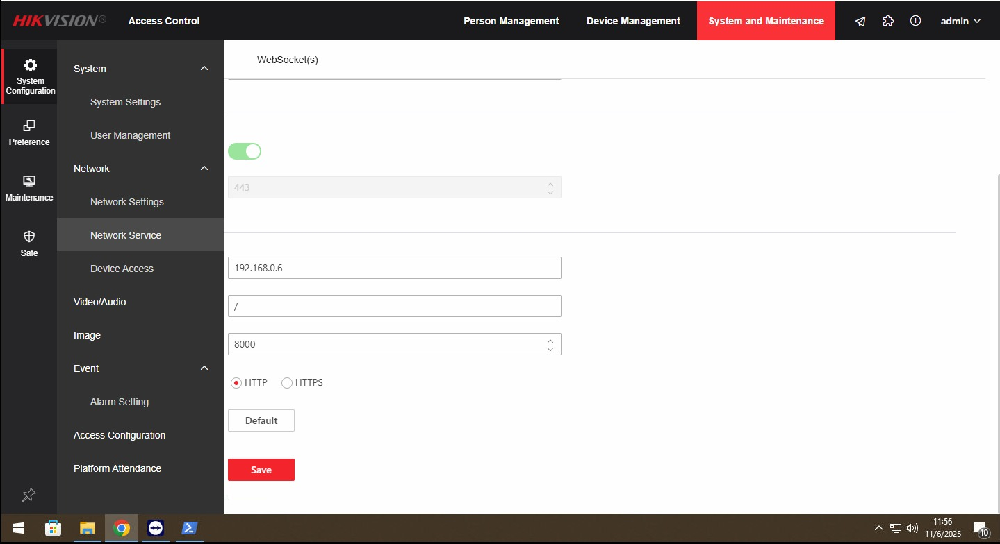 HIKVISION® Access Control Person Management Device Management System and Maintenance admin
WebSocket(s)
System
Configuration
Preference
Maintenance
Safe
System
System Settings
User Management
Network
Network Settings
Network Service
Device Access
Video/Audio
Image
Event
Alarm Setting
Access Configuration
Platform Attendance
443
192.168.0.6
/
8000
HTTP HTTPS
Default
Save
11:56
11/6/2025
10